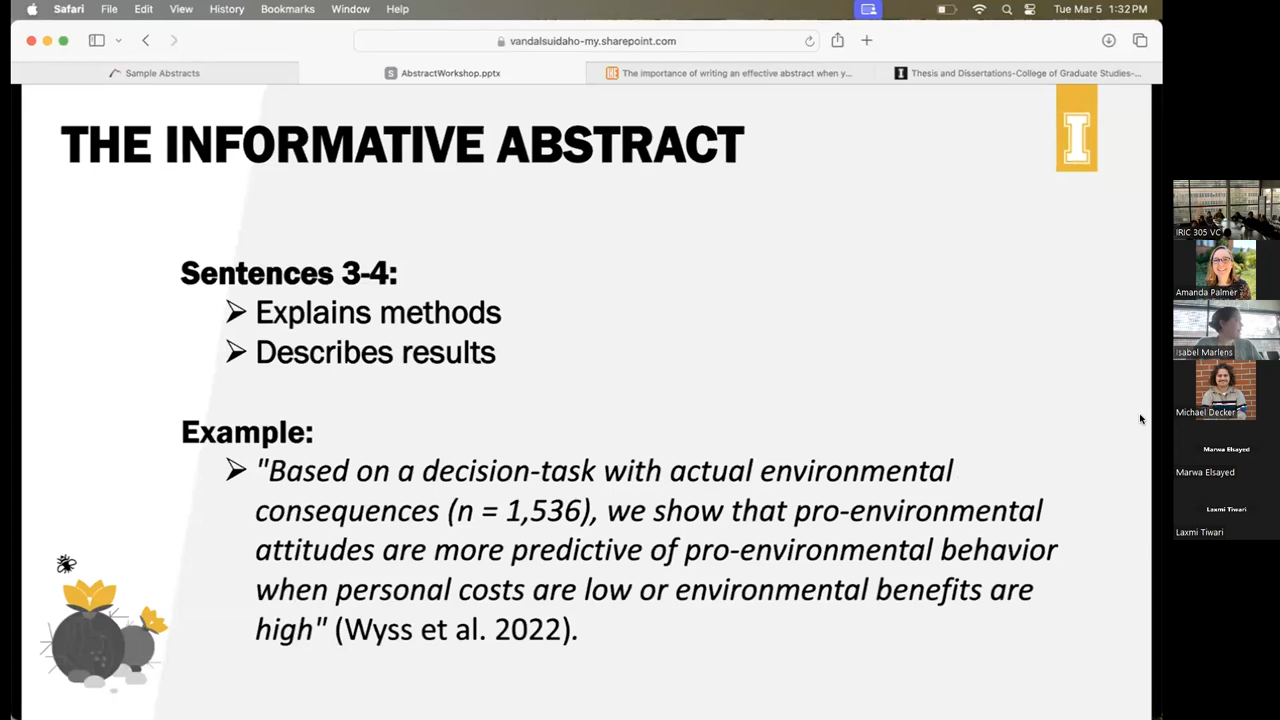 Safari File Edit View History Bookmarks Window Help
Tue Mar 5 1:32 PM
vandalsuidaho-my.sharepoint.com
Sample Abstracts
AbstractWorkshop.pptx
The importance of writing an effective abstract when y...
Thesis and Dissertations-College of Graduate Studies-...
THE INFORMATIVE ABSTRACT
I
Sentences 3-4:
➢ Explains methods
➢ Describes results
Example:
➢ "Based on a decision-task with actual environmental
consequences (n = 1,536), we show that pro-environmental
attitudes are more predictive of pro-environmental behavior
when personal costs are low or environmental benefits are
high" (Wyss et al. 2022).
IRIC 305 VC
Amanda Palmer
Isabel Marlens
Michael Decker
Marwa Elsayed
Marwa Elsayed
Laxmi Tiwari
Laxmi Tiwari